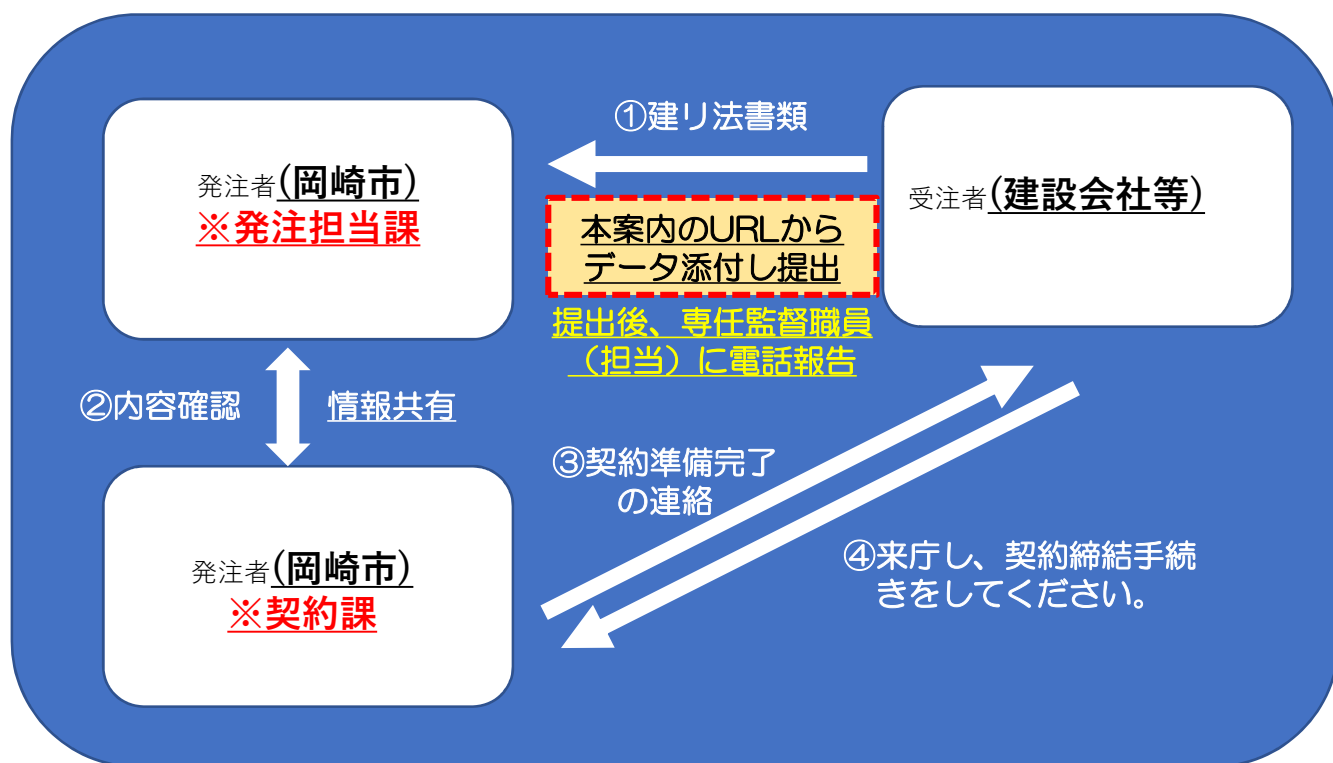 ①建リ法書類
発注者(岡崎市)
※発注担当課
受注者(建設会社等)
本案内のURLから
データ添付し提出
提出後、専任監督職員
（担当）に電話報告
②内容確認
情報共有
③契約準備完了
の連絡
発注者(岡崎市)
※契約課
④来庁し、契約締結手続
きをしてください。